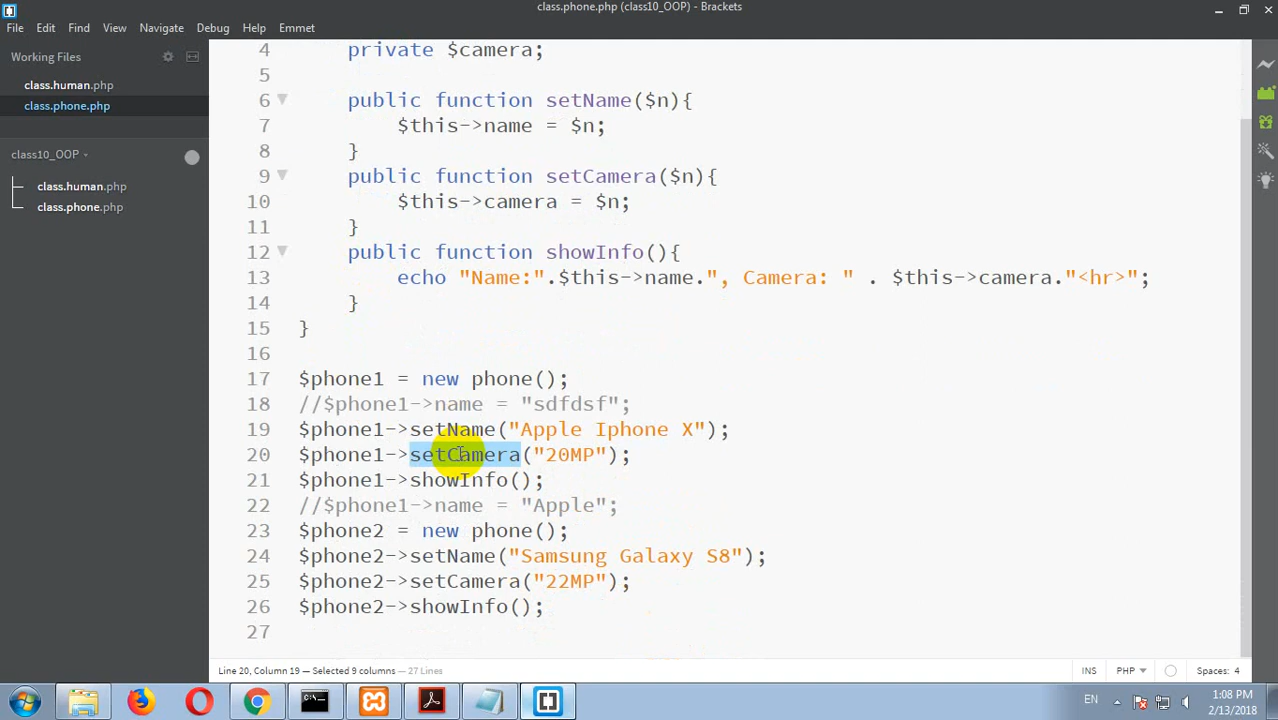 class.phone.php (class10_OOP) - Brackets
File Edit Find View Navigate Debug Help Emmet
Working Files
class.human.php
class.phone.php
class10_OOP
class.human.php
class.phone.php
4 private $camera;
5
6 public function setName($n){
7 $this->name = $n;
8 }
9 public function setCamera($n){
10 $this->camera = $n;
11 }
12 public function showInfo(){
13 echo "Name:".$this->name.", Camera: " . $this->camera."<hr>";
14 }
15 }
16
17 $phone1 = new phone();
18 //$phone1->name = "sdfdsf";
19 $phone1->setName("Apple Iphone X");
20 $phone1->setCamera("20MP");
21 $phone1->showInfo();
22 //$phone1->name = "Apple";
23 $phone2 = new phone();
24 $phone2->setName("Samsung Galaxy S8");
25 $phone2->setCamera("22MP");
26 $phone2->showInfo();
27
Line 20, Column 19 — Selected 9 columns — 27 Lines INS PHP Spaces: 4
EN 1:08 PM
2/13/2018